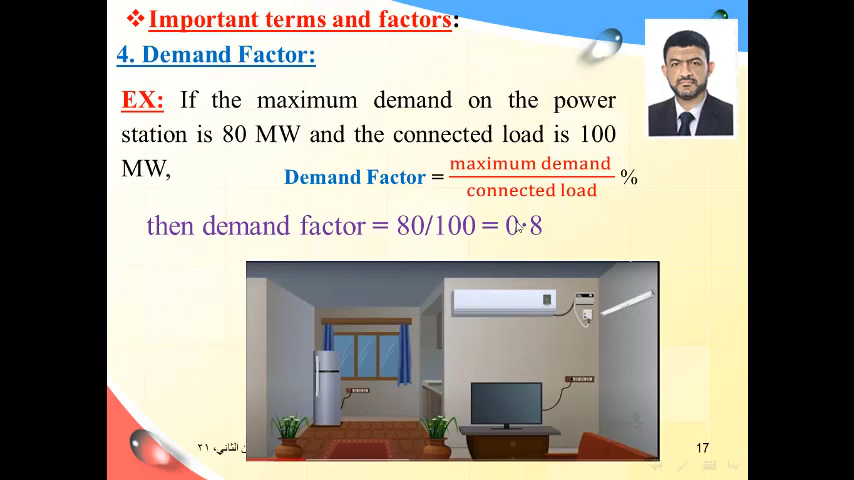 ❖Important terms and factors:
4. Demand Factor:
EX: If the maximum demand on the power
station is 80 MW and the connected load is 100
MW,
Demand Factor = maximum demand / connected load %
then demand factor = 80/100 = 0·8
الثاني، ٢١
17